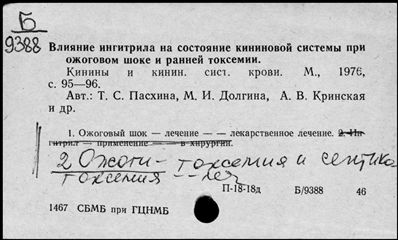 Б
9388
Влияние ингитрила на состояние кининовой системы при
ожоговом шоке и ранней токсемии.
Кинины и кинин. сист. крови. М., 1976,
с. 95—96.
Авт.: Т. С. Пасхина, М. И. Долгина, А. В. Кринская
и др.
1. Ожоговый шок — лечение — — лекарственное лечение. 2. Ин-
гитрил — применение — в хирургии.
2 Ожоги - токсемия и септико
токсемия -- леч
П-18-18д Б/9388 46
1467 СБМБ при ГЦНМБ